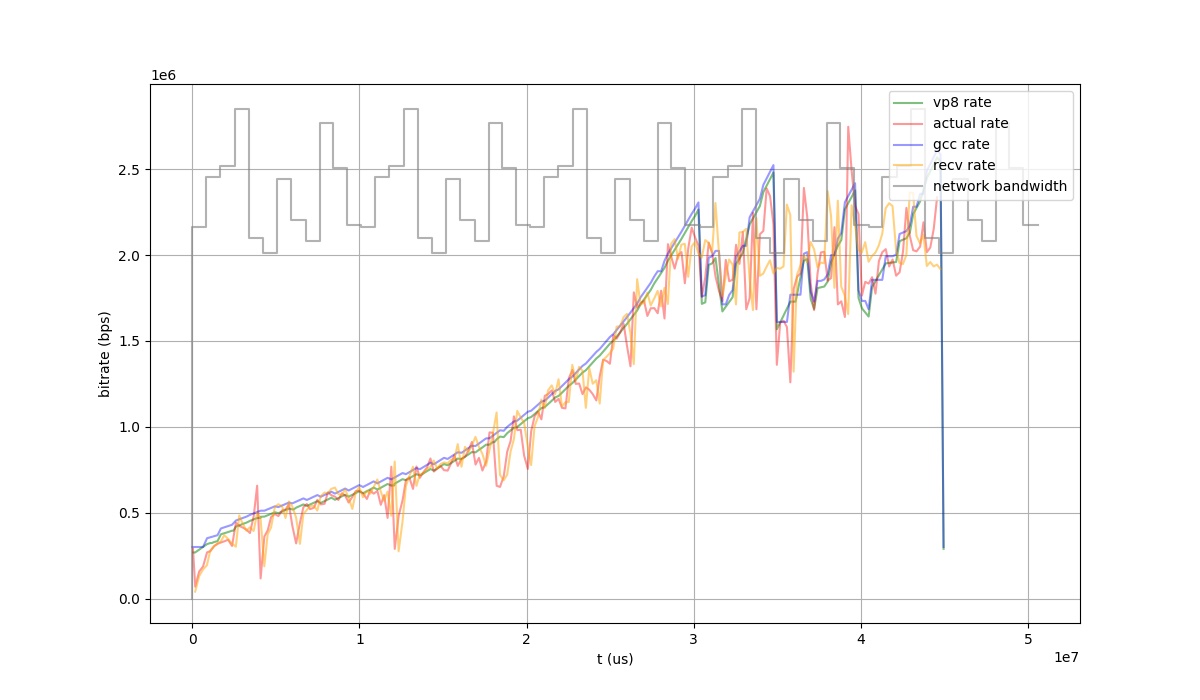 1e6
vp8 rate
actual rate
gcc rate
recv rate
network bandwidth
2.5
2.0
1.5
1.0
0.5
0.0
bitrate (bps)
0 1 2 3 4 5
t (us)
1e7